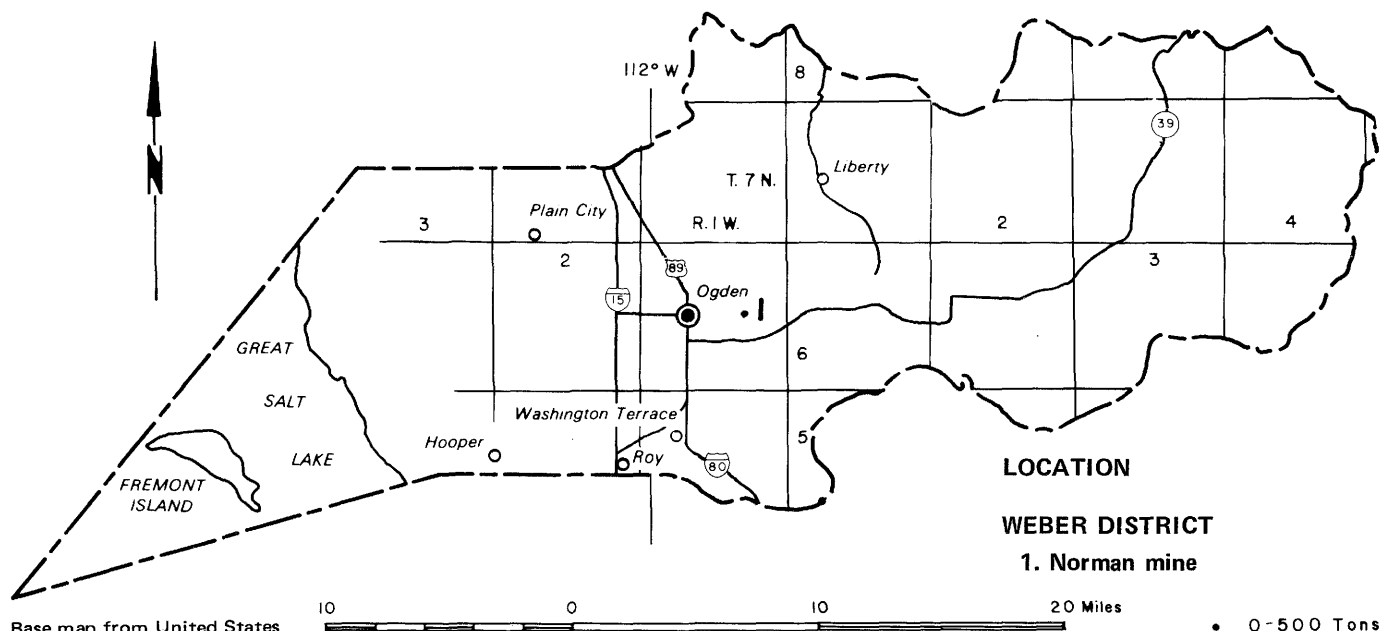 112° W
8
39
N
T. 7 N.
Liberty
Plain City
3
R. 1 W.
2
4
2
89
3
15
Ogden
1
GREAT
6
SALT
Washington Terrace
Hooper
LAKE
Roy
5
80
FREMONT
ISLAND
LOCATION
WEBER DISTRICT
1. Norman mine
10 0 10 20 Miles
Base map from United States
• 0-500 Tons